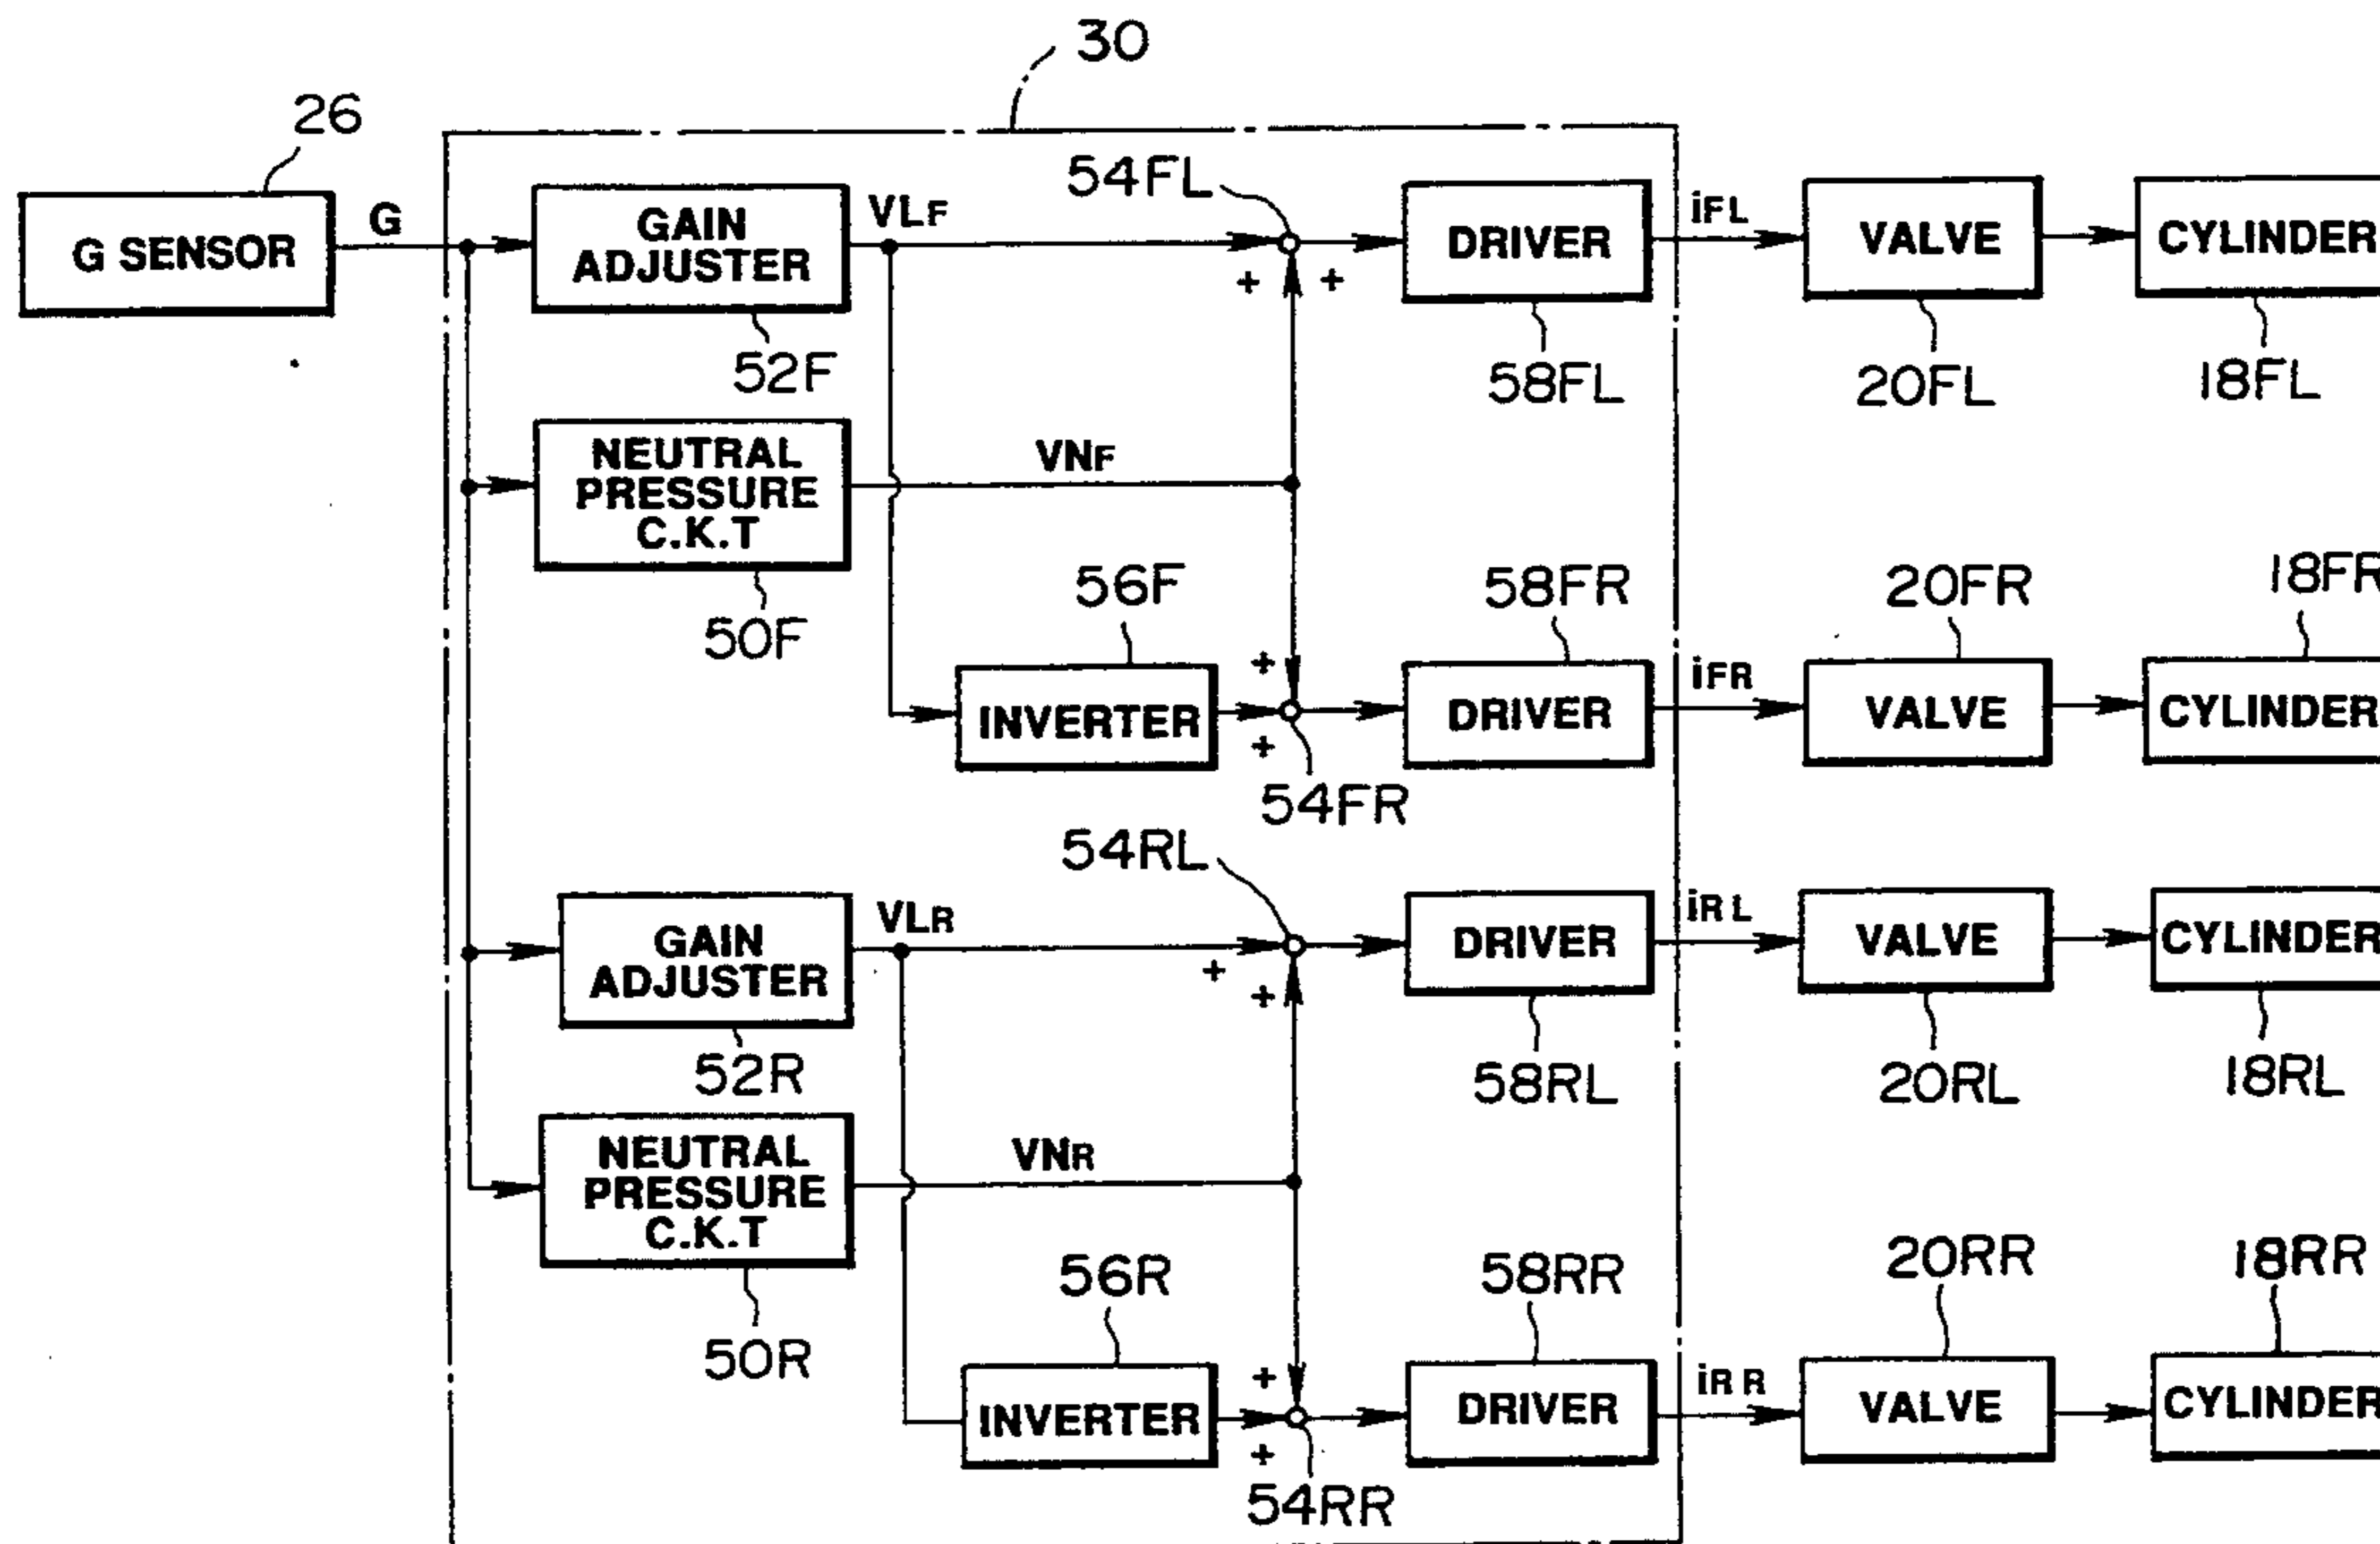 30
26
G SENSOR
G
GAIN
ADJUSTER
52F
VLF
54FL
+
+
DRIVER
58FL
iFL
VALVE
20FL
CYLINDER
18FL
NEUTRAL
PRESSURE
C.K.T
50F
VNF
56F
INVERTER
+
+
54FR
58FR
DRIVER
iFR
20FR
VALVE
18FR
CYLINDER
GAIN
ADJUSTER
52R
VLR
54RL
+
+
DRIVER
58RL
iRL
VALVE
20RL
CYLINDER
18RL
NEUTRAL
PRESSURE
C.K.T
50R
VNR
56R
INVERTER
+
+
54RR
58RR
DRIVER
iRR
20RR
VALVE
18RR
CYLINDER